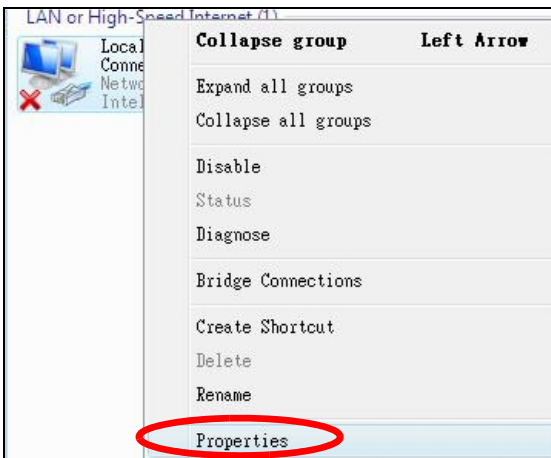 LAN or High-Speed Internet (1)
Local
Conne
Netwo
Intel
Collapse group Left Arrow
Expand all groups
Collapse all groups
Disable
Status
Diagnose
Bridge Connections
Create Shortcut
Delete
Rename
Properties